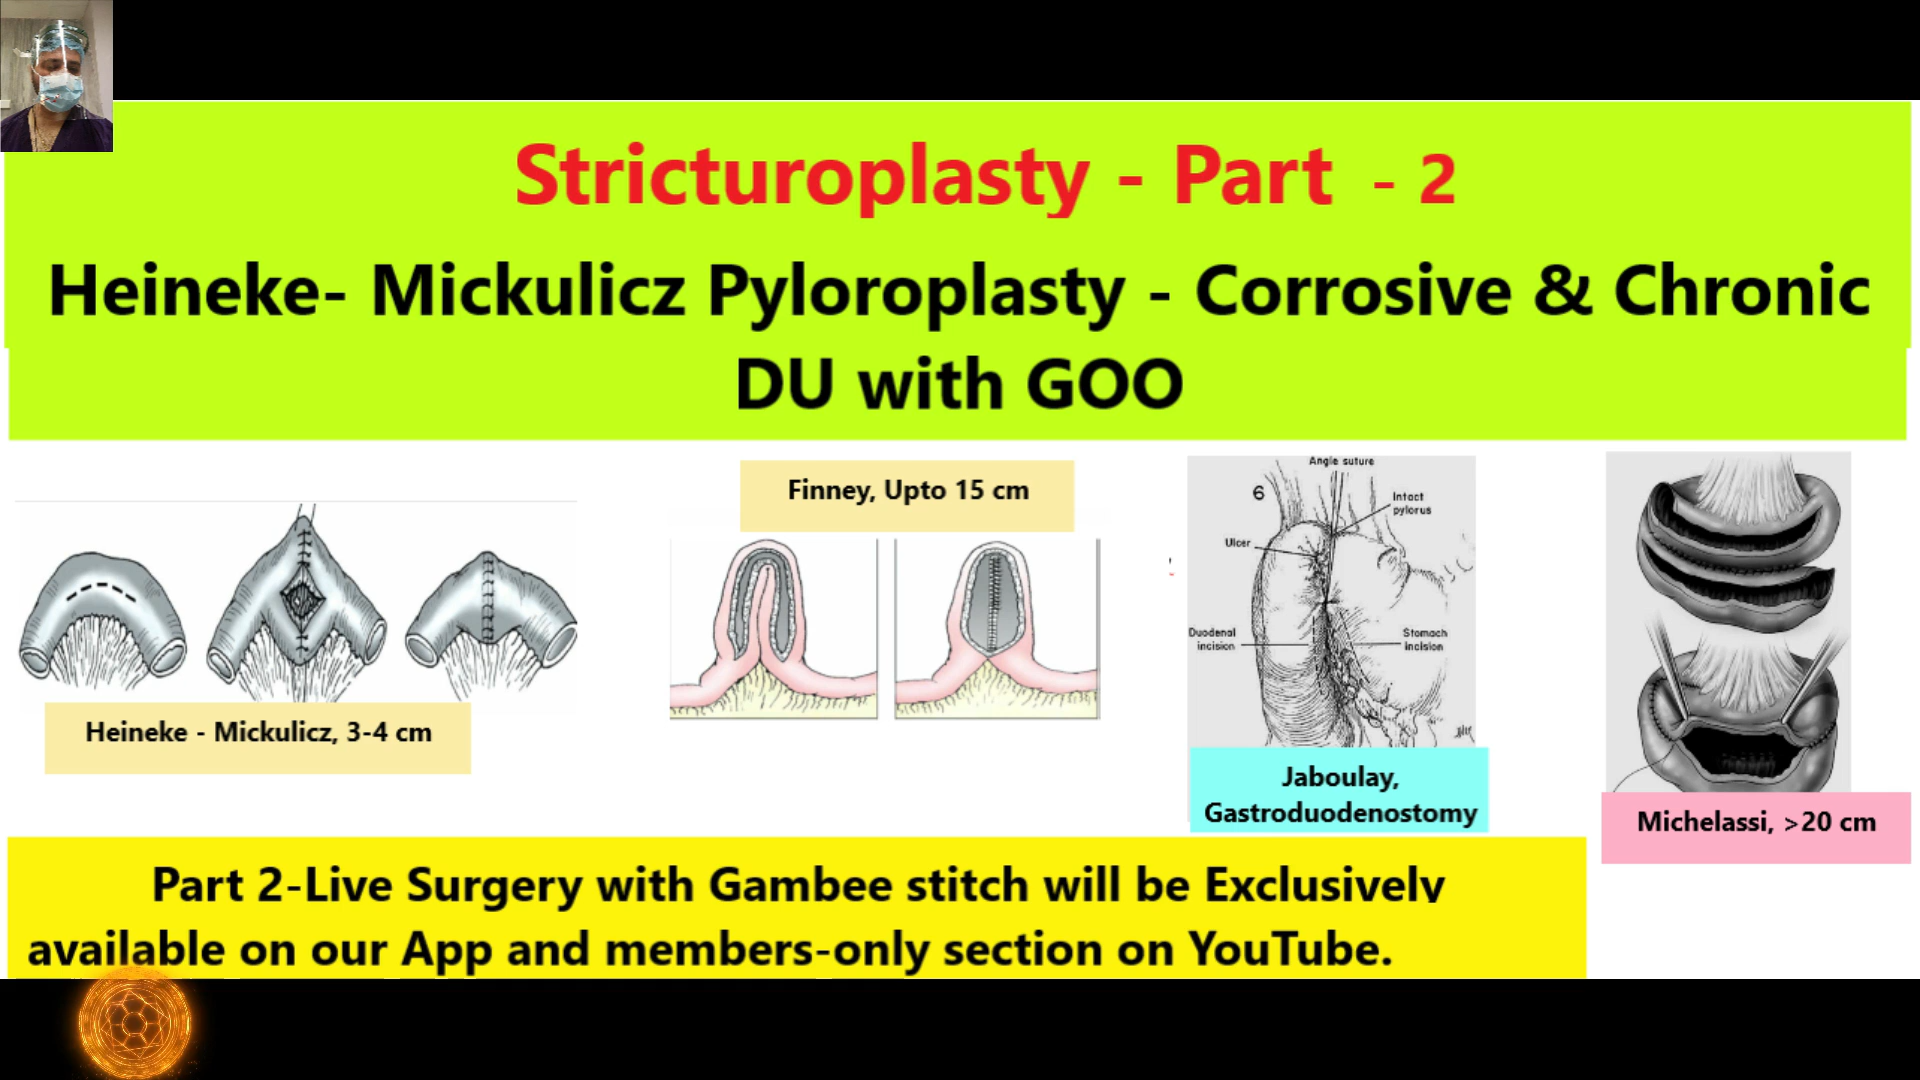 Stricturoplasty - Part - 2
Heineke- Mickulicz Pyloroplasty - Corrosive & Chronic
DU with GOO
Finney, Upto 15 cm
Angle suture
6
Intact
pylorus
Ulcer
Duodenal
incision
Stomach
incision
Heineke - Mickulicz, 3-4 cm
Jaboulay,
Gastroduodenostomy
Michelassi, >20 cm
Part 2-Live Surgery with Gambee stitch will be Exclusively
available on our App and members-only section on YouTube.